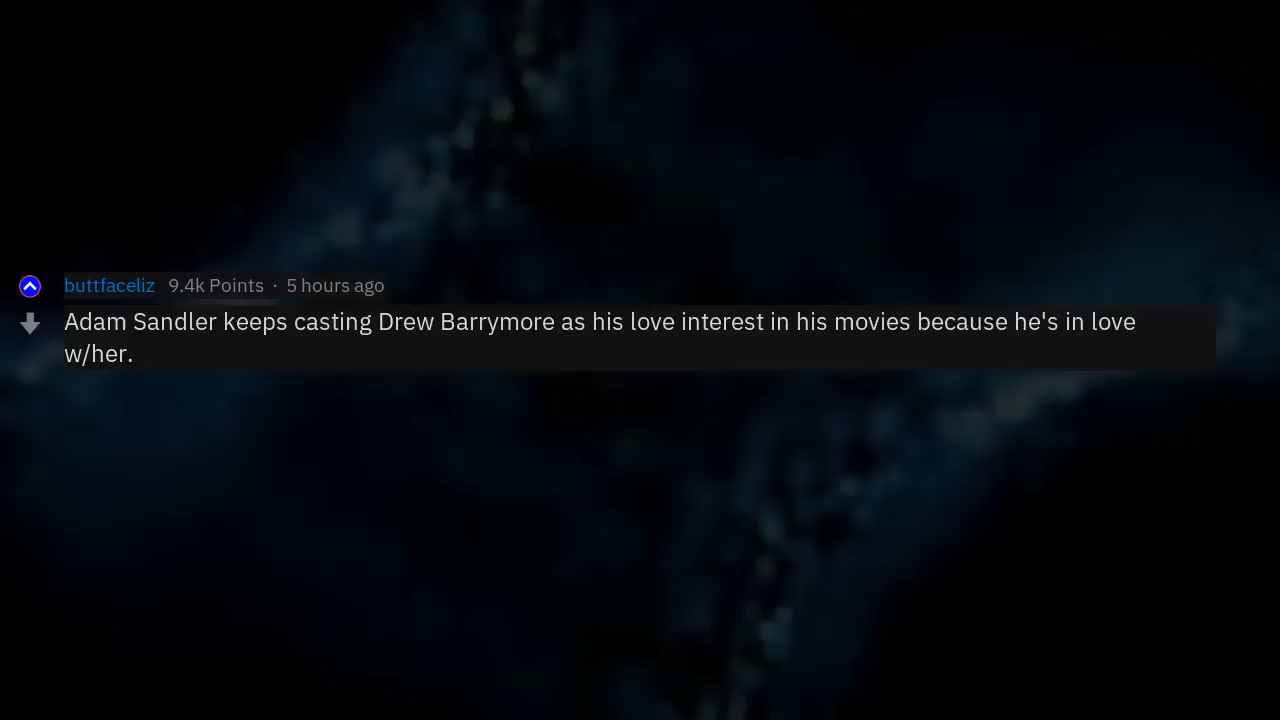 buttfaceliz 9.4k Points · 5 hours ago
Adam Sandler keeps casting Drew Barrymore as his love interest in his movies because he's in love
w/her.